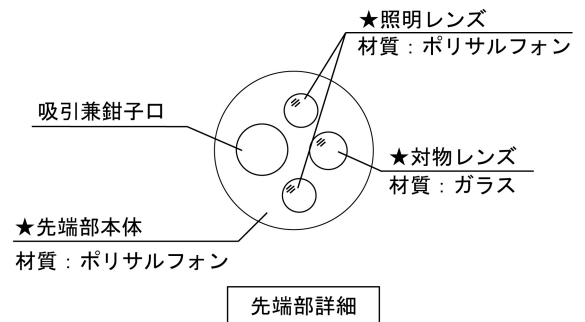 ★照明レンズ
材質：ポリサルフォン
吸引兼鉗子口
★対物レンズ
材質：ガラス
★先端部本体
材質：ポリサルフォン
先端部詳細